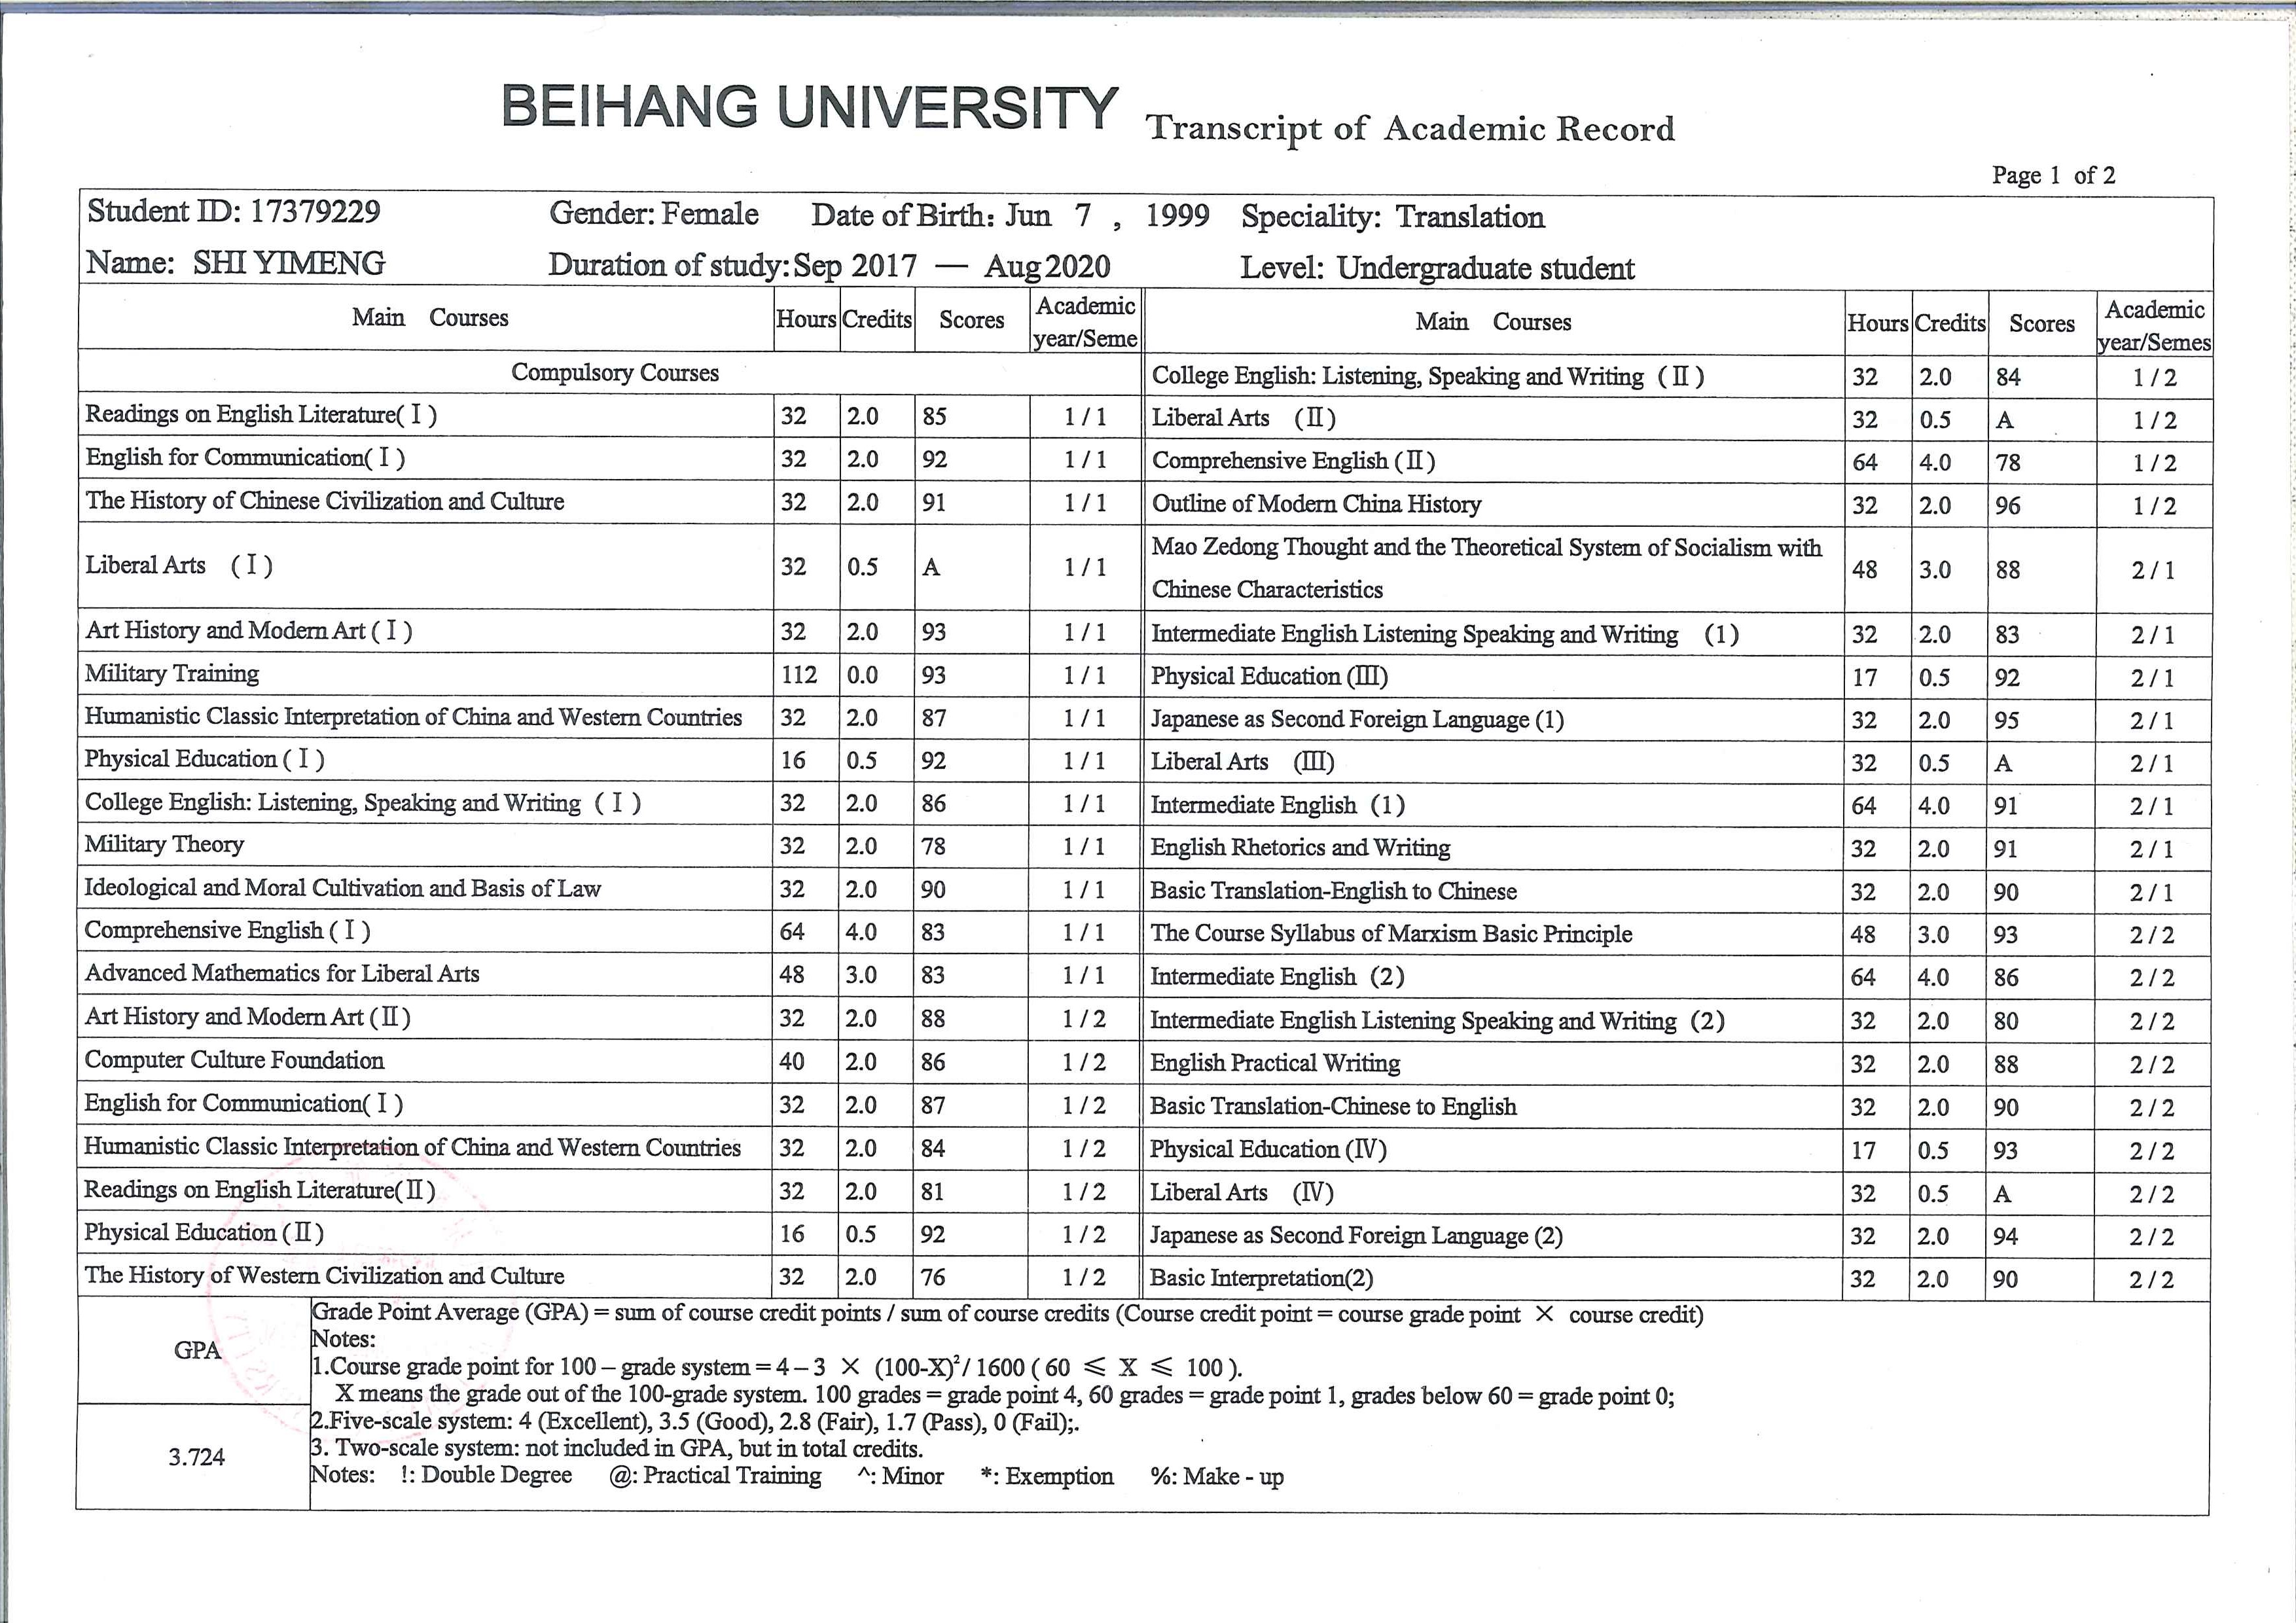 BEIHANG UNIVERSITY Transcript of Academic Record
Page 1 of 2
Student ID: 17379229 Gender: Female Date of Birth: Jun 7 , 1999 Speciality: Translation
Name: SHI YIMENG Duration of study: Sep 2017 — Aug 2020 Level: Undergraduate student
Main Courses Hours Credits Scores Academic year/Seme
Compulsory Courses
Readings on English Literature( I ) 32 2.0 85 1 / 1
English for Communication( I ) 32 2.0 92 1 / 1
The History of Chinese Civilization and Culture 32 2.0 91 1 / 1
Liberal Arts ( I ) 32 0.5 A 1 / 1
Art History and Modern Art ( I ) 32 2.0 93 1 / 1
Military Training 112 0.0 93 1 / 1
Humanistic Classic Interpretation of China and Western Countries 32 2.0 87 1 / 1
Physical Education ( I ) 16 0.5 92 1 / 1
College English: Listening, Speaking and Writing ( I ) 32 2.0 86 1 / 1
Military Theory 32 2.0 78 1 / 1
Ideological and Moral Cultivation and Basis of Law 32 2.0 90 1 / 1
Comprehensive English ( I ) 64 4.0 83 1 / 1
Advanced Mathematics for Liberal Arts 48 3.0 83 1 / 1
Art History and Modern Art ( II ) 32 2.0 88 1 / 2
Computer Culture Foundation 40 2.0 86 1 / 2
English for Communication( I ) 32 2.0 87 1 / 2
Humanistic Classic Interpretation of China and Western Countries 32 2.0 84 1 / 2
Readings on English Literature( II ) 32 2.0 81 1 / 2
Physical Education ( II ) 16 0.5 92 1 / 2
The History of Western Civilization and Culture 32 2.0 76 1 / 2
Main Courses Hours Credits Scores Academic year/Semes
College English: Listening, Speaking and Writing ( II ) 32 2.0 84 1 / 2
Liberal Arts (II) 32 0.5 A 1 / 2
Comprehensive English (II) 64 4.0 78 1 / 2
Outline of Modern China History 32 2.0 96 1 / 2
Mao Zedong Thought and the Theoretical System of Socialism with
Chinese Characteristics 48 3.0 88 2 / 1
Intermediate English Listening Speaking and Writing (1) 32 2.0 83 2 / 1
Physical Education (III) 17 0.5 92 2 / 1
Japanese as Second Foreign Language (1) 32 2.0 95 2 / 1
Liberal Arts (III) 32 0.5 A 2 / 1
Intermediate English (1) 64 4.0 91 2 / 1
English Rhetorics and Writing 32 2.0 91 2 / 1
Basic Translation-English to Chinese 32 2.0 90 2 / 1
The Course Syllabus of Marxism Basic Principle 48 3.0 93 2 / 2
Intermediate English (2) 64 4.0 86 2 / 2
Intermediate English Listening Speaking and Writing (2) 32 2.0 80 2 / 2
English Practical Writing 32 2.0 88 2 / 2
Basic Translation-Chinese to English 32 2.0 90 2 / 2
Physical Education (IV) 17 0.5 93 2 / 2
Liberal Arts (IV) 32 0.5 A 2 / 2
Japanese as Second Foreign Language (2) 32 2.0 94 2 / 2
Basic Interpretation(2) 32 2.0 90 2 / 2
GPA
3.724
Grade Point Average (GPA) = sum of course credit points / sum of course credits (Course credit point = course grade point × course credit)
Notes:
1.Course grade point for 100 – grade system = 4 – 3 × (100-X)²/ 1600 ( 60 ⩽ X ⩽ 100 ).
X means the grade out of the 100-grade system. 100 grades = grade point 4, 60 grades = grade point 1, grades below 60 = grade point 0;
2.Five-scale system: 4 (Excellent), 3.5 (Good), 2.8 (Fair), 1.7 (Pass), 0 (Fail);.
3. Two-scale system: not included in GPA, but in total credits.
Notes: !: Double Degree @: Practical Training ^: Minor *: Exemption %: Make - up